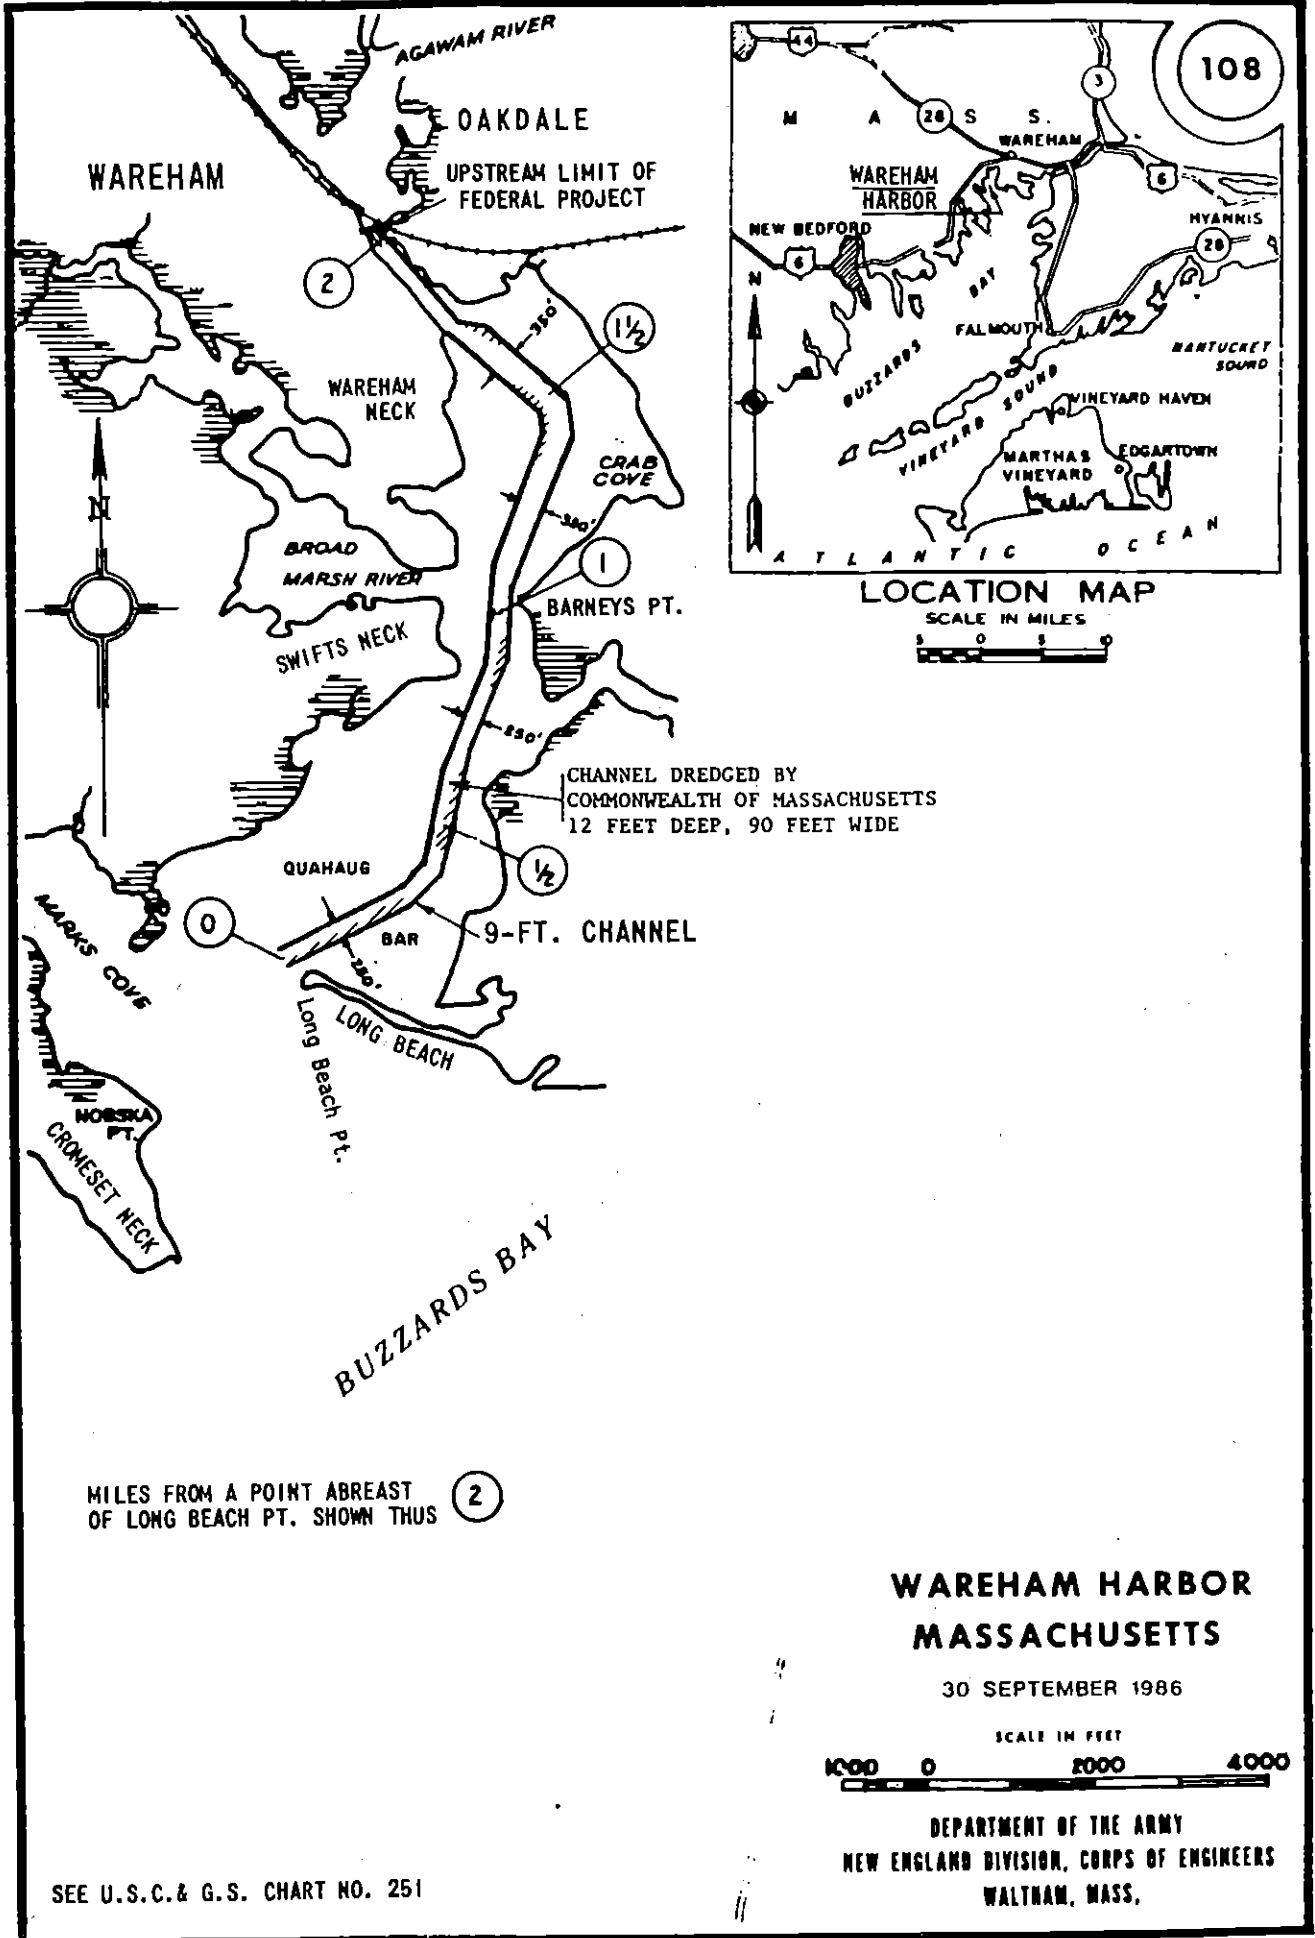 AGAWAM RIVER
OAKDALE
WAREHAM
UPSTREAM LIMIT OF
FEDERAL PROJECT
2
350'
1½
WAREHAM
NECK
CRAB
COVE
N
350'
BROAD
MARSH RIVER
1
BARNEYS PT.
SWIFTS NECK
250'
CHANNEL DREDGED BY
COMMONWEALTH OF MASSACHUSETTS
12 FEET DEEP, 90 FEET WIDE
½
QUAHAUG
BAR
0
9-FT. CHANNEL
MARKS COVE
250'
LONG BEACH
Long Beach Pt.
NOBSKA
PT.
CROMESET NECK
BUZZARDS BAY
MILES FROM A POINT ABREAST
OF LONG BEACH PT. SHOWN THUS
2
SEE U.S.C.& G.S. CHART NO. 251
108
44
3
28
M A S S.
WAREHAM
WAREHAM
HARBOR
6
NEW BEDFORD
HYANNIS
28
6
N
BUZZARDS BAY
FALMOUTH
NANTUCKET
SOUND
VINEYARD SOUND
VINEYARD HAVEN
MARTHAS
VINEYARD
EDGARTOWN
ATLANTIC OCEAN
LOCATION MAP
SCALE IN MILES
5 0 5 10
WAREHAM HARBOR
MASSACHUSETTS
30 SEPTEMBER 1986
SCALE IN FEET
1000 0 2000 4000
DEPARTMENT OF THE ARMY
NEW ENGLAND DIVISION, CORPS OF ENGINEERS
WALTHAM, MASS.